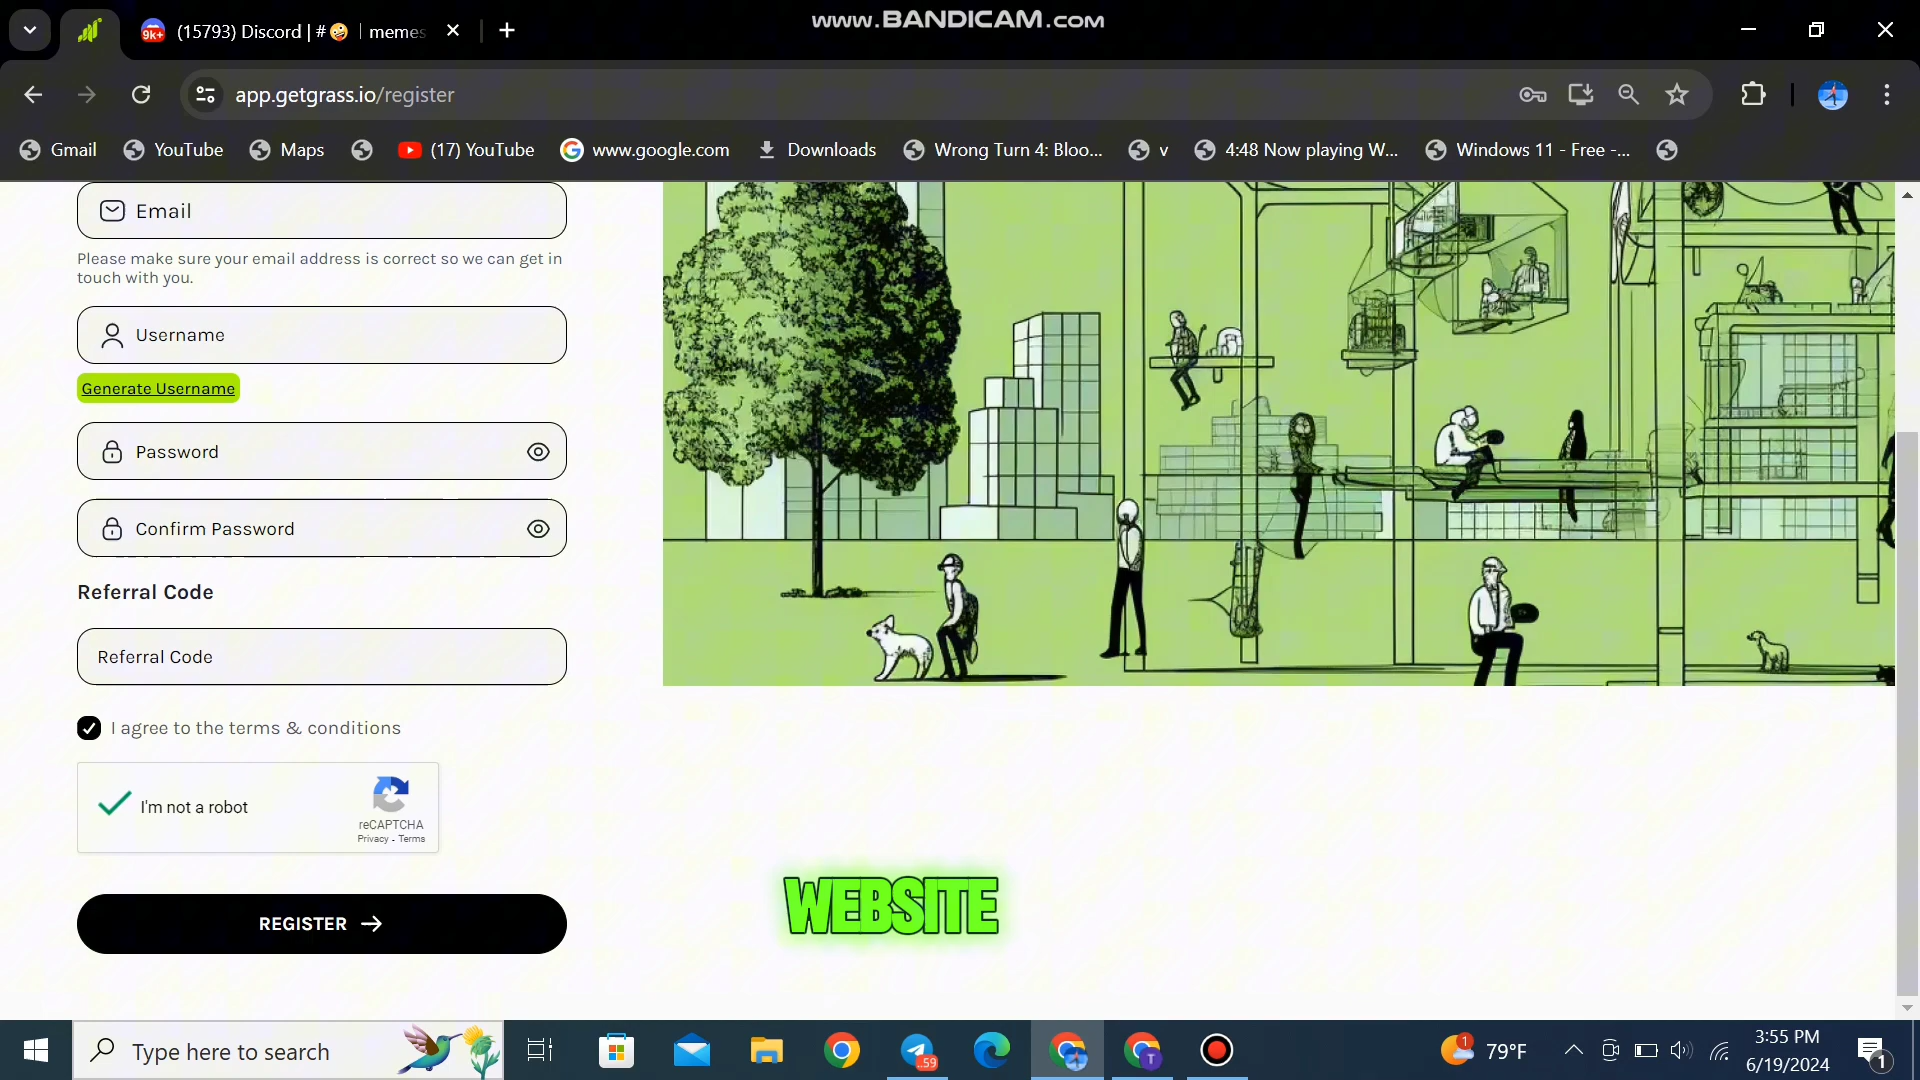 www.BANDICAM.com
(15793) Discord | #🤪 | memes
9k+
app.getgrass.io/register
Gmail
YouTube
Maps
(17) YouTube
www.google.com
Downloads
Wrong Turn 4: Bloo...
v
4:48 Now playing W...
Windows 11 - Free -...
Email
Please make sure your email address is correct so we can get in
touch with you.
Username
Generate Username
Password
Confirm Password
Referral Code
Referral Code
I agree to the terms & conditions
I'm not a robot
reCAPTCHA
Privacy - Terms
REGISTER
WEBSITE
Type here to search
59
T
1
79°F
3:55 PM
6/19/2024
1